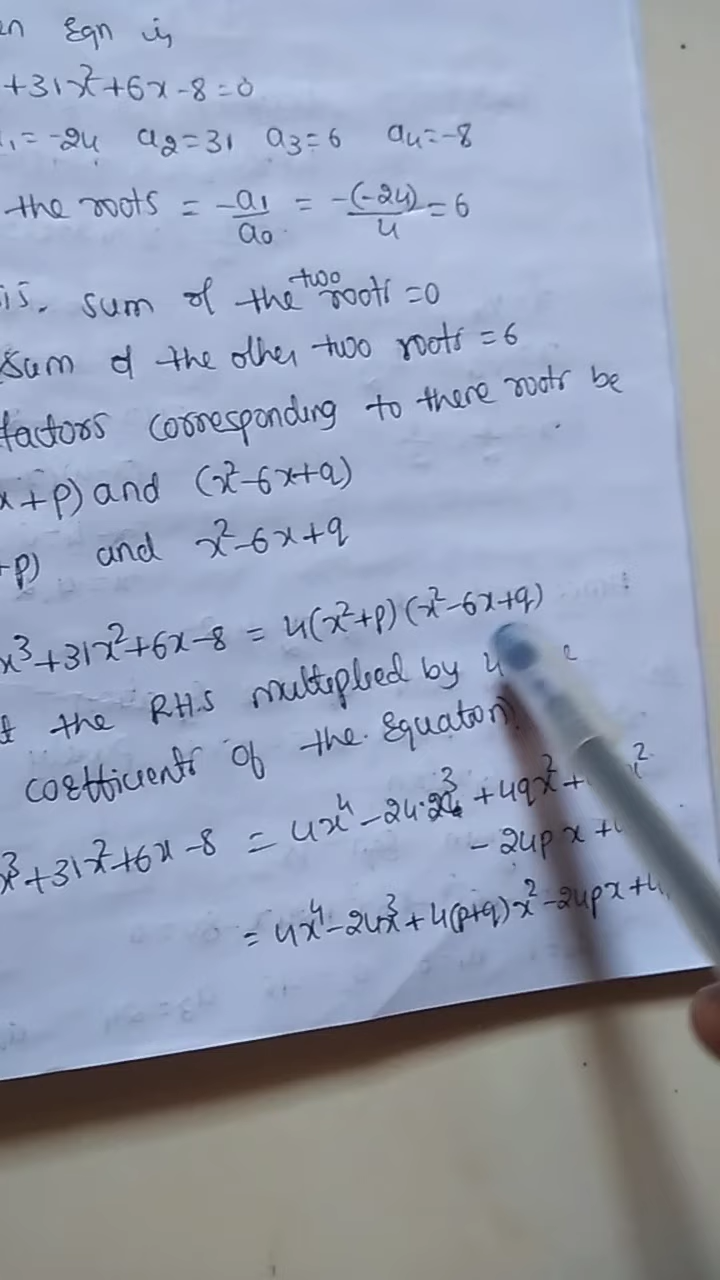 en Eqn is
+31x²+6x-8=0
₁=-24 a₂=31 a₃=6 a₄=-8
the roots = -a₁/a₀ = -(-24)/4 = 6
is. sum of the two roots =0
sum of the other two roots =6
factors corresponding to there roots be
x+p) and (x²-6x+q)
+p) and x²-6x+q
x³+31x²+6x-8 = 4(x²+p)(x²-6x+q)
the RHS multiplied by 4
coefficients of the Equation)
x³+31x²+6x-8 = 4x⁴-24x³+4qx²+ x²
-24px+
= 4x⁴-24x³+4(p+q)x²-24px+4